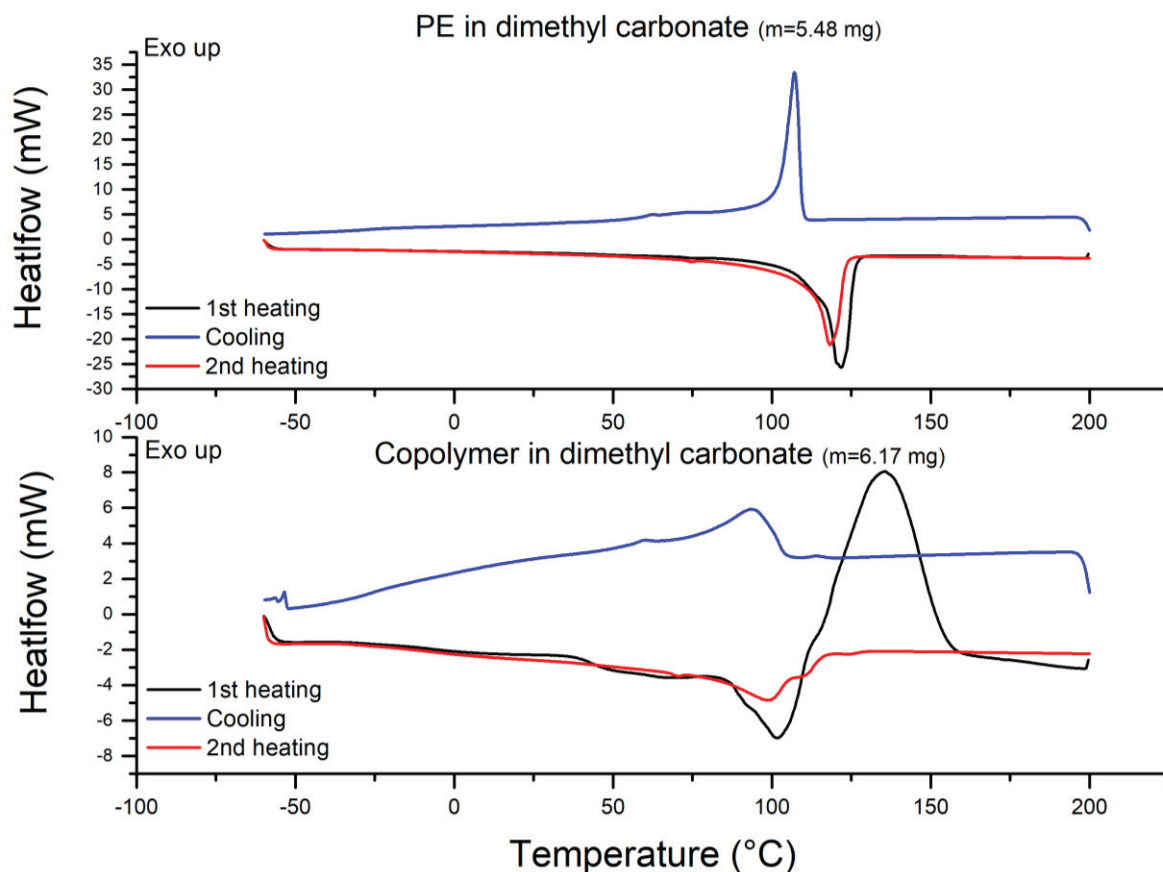 PE in dimethyl carbonate (m=5.48 mg)
Exo up
Heatlfow (mW)
35
30
25
20
15
10
5
0
-5
-10
-15
-20
-25
-30
1st heating
Cooling
2nd heating
-100 -50 0 50 100 150 200
Copolymer in dimethyl carbonate (m=6.17 mg)
Exo up
Heatlfow (mW)
10
8
6
4
2
0
-2
-4
-6
-8
1st heating
Cooling
2nd heating
-100 -50 0 50 100 150 200
Temperature (°C)